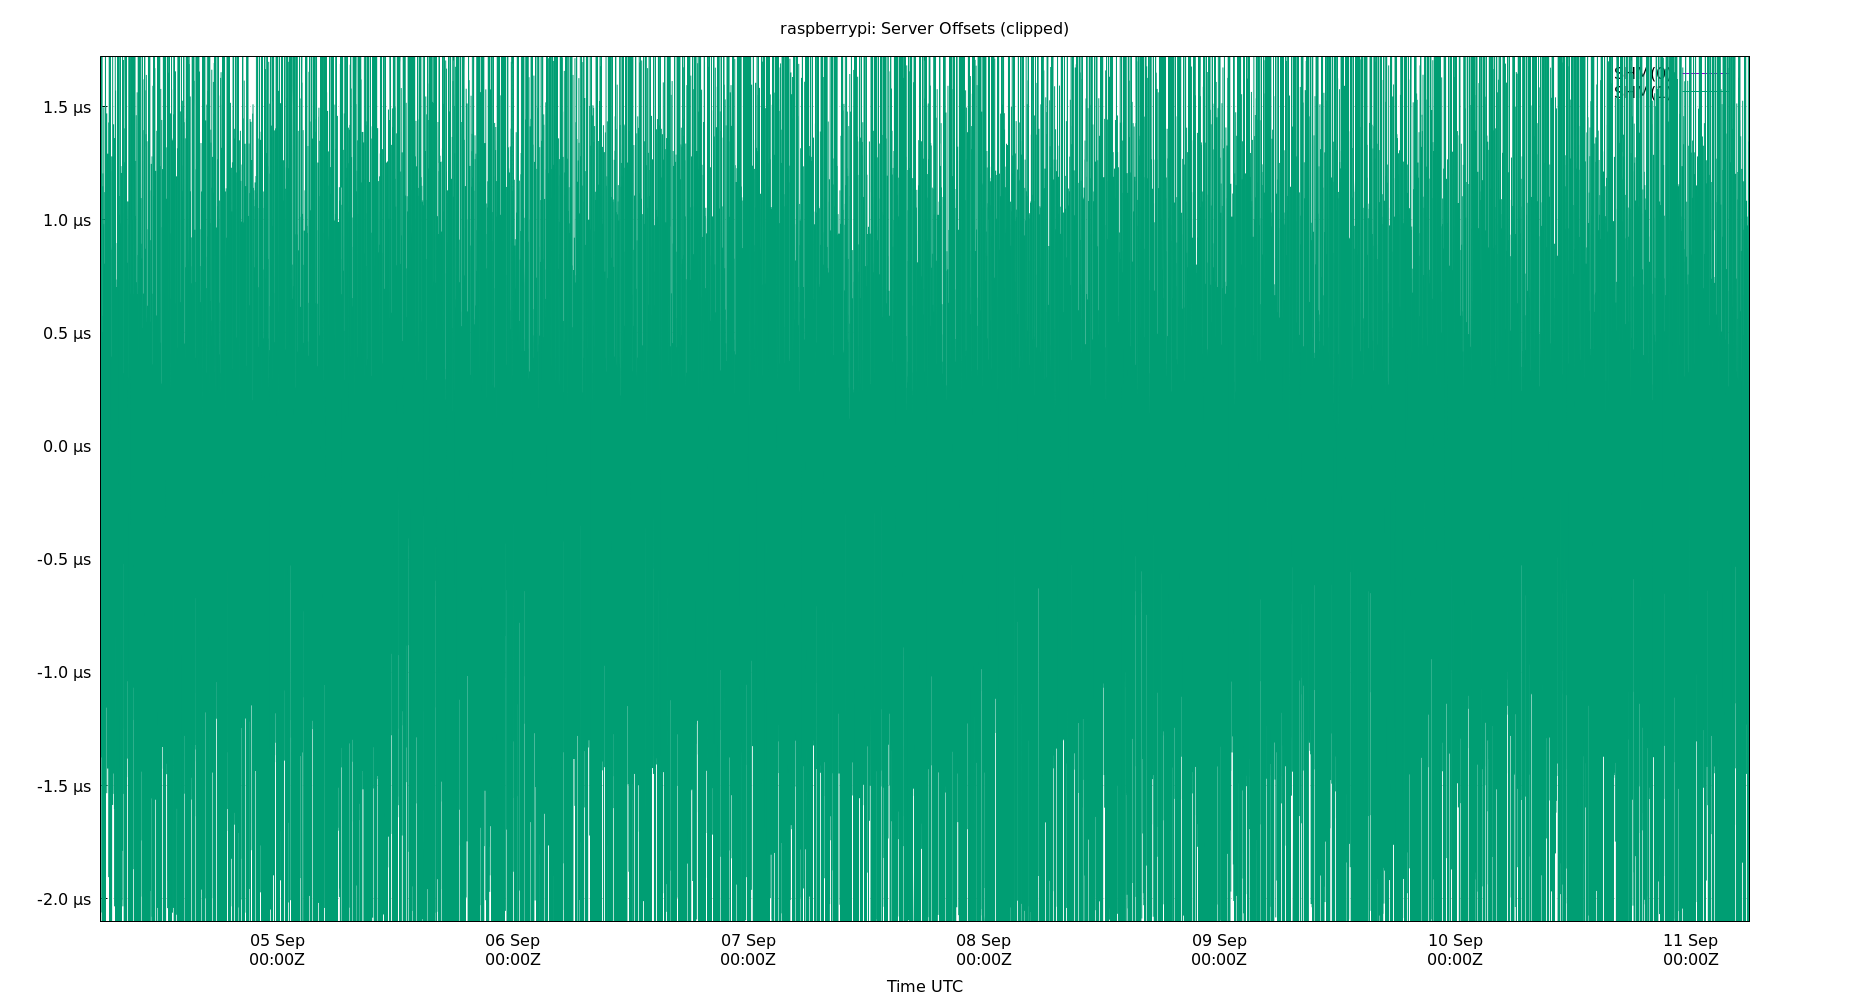 raspberrypi: Server Offsets (clipped)
SHM(0)
1.5 µs
1.0 µs
0.5 µs
0.0 µs
-0.5 µs
-1.0 µs
-1.5 µs
-2.0 µs
05 Sep 06 Sep 07 Sep 08 Sep 09 Sep 10 Sep 11 Sep
00:00Z 00:00Z 00:00Z 00:00Z 00:00Z 00:00Z 00:00Z
Time UTC